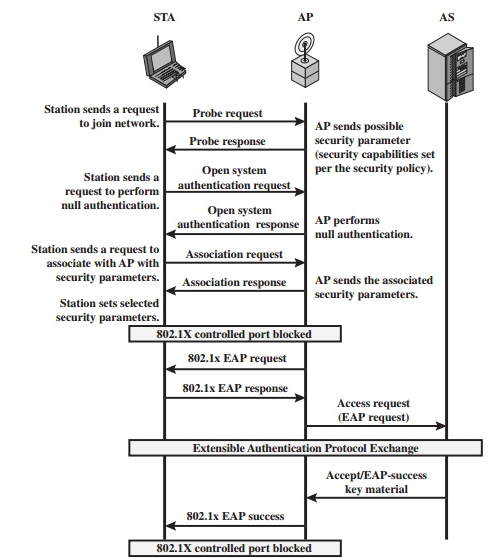 STA
AP
AS
Station sends a request
to join network.
Probe request
Probe response
AP sends possible
security parameter
(security capabilities set
per the security policy).
Station sends a
request to perform
null authentication.
Open system
authentication request
Open system
authentication response
AP performs
null authentication.
Station sends a request to
associate with AP with
security parameters.
Association request
Association response
AP sends the associated
security parameters.
Station sets selected
security parameters.
802.1X controlled port blocked
802.1x EAP request
802.1x EAP response
Access request
(EAP request)
Extensible Authentication Protocol Exchange
Accept/EAP-success
key material
802.1x EAP success
802.1X controlled port blocked